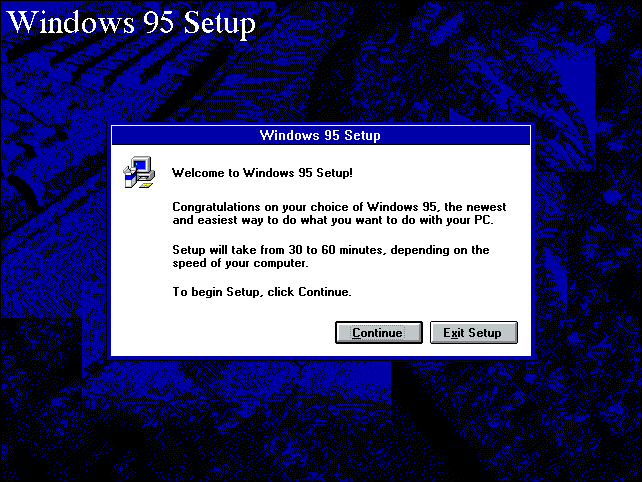 Windows 95 Setup
Windows 95 Setup
Welcome to Windows 95 Setup!
Congratulations on your choice of Windows 95, the newest
and easiest way to do what you want to do with your PC.
Setup will take from 30 to 60 minutes, depending on the
speed of your computer.
To begin Setup, click Continue.
Continue
Exit Setup